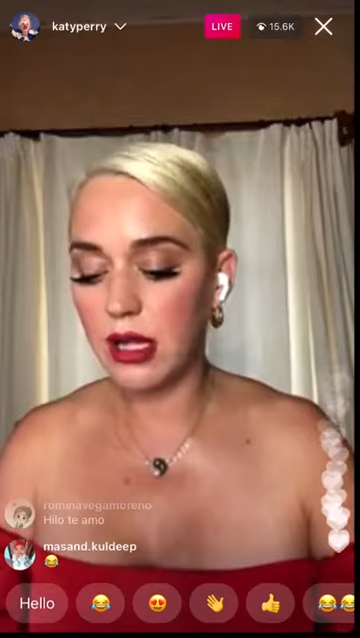 katyperry
LIVE
15.6K
rominavegamoreno
Hilo te amo
masand.kuldeep
😂
Hello 😂 😍 👋 👍 😂😂